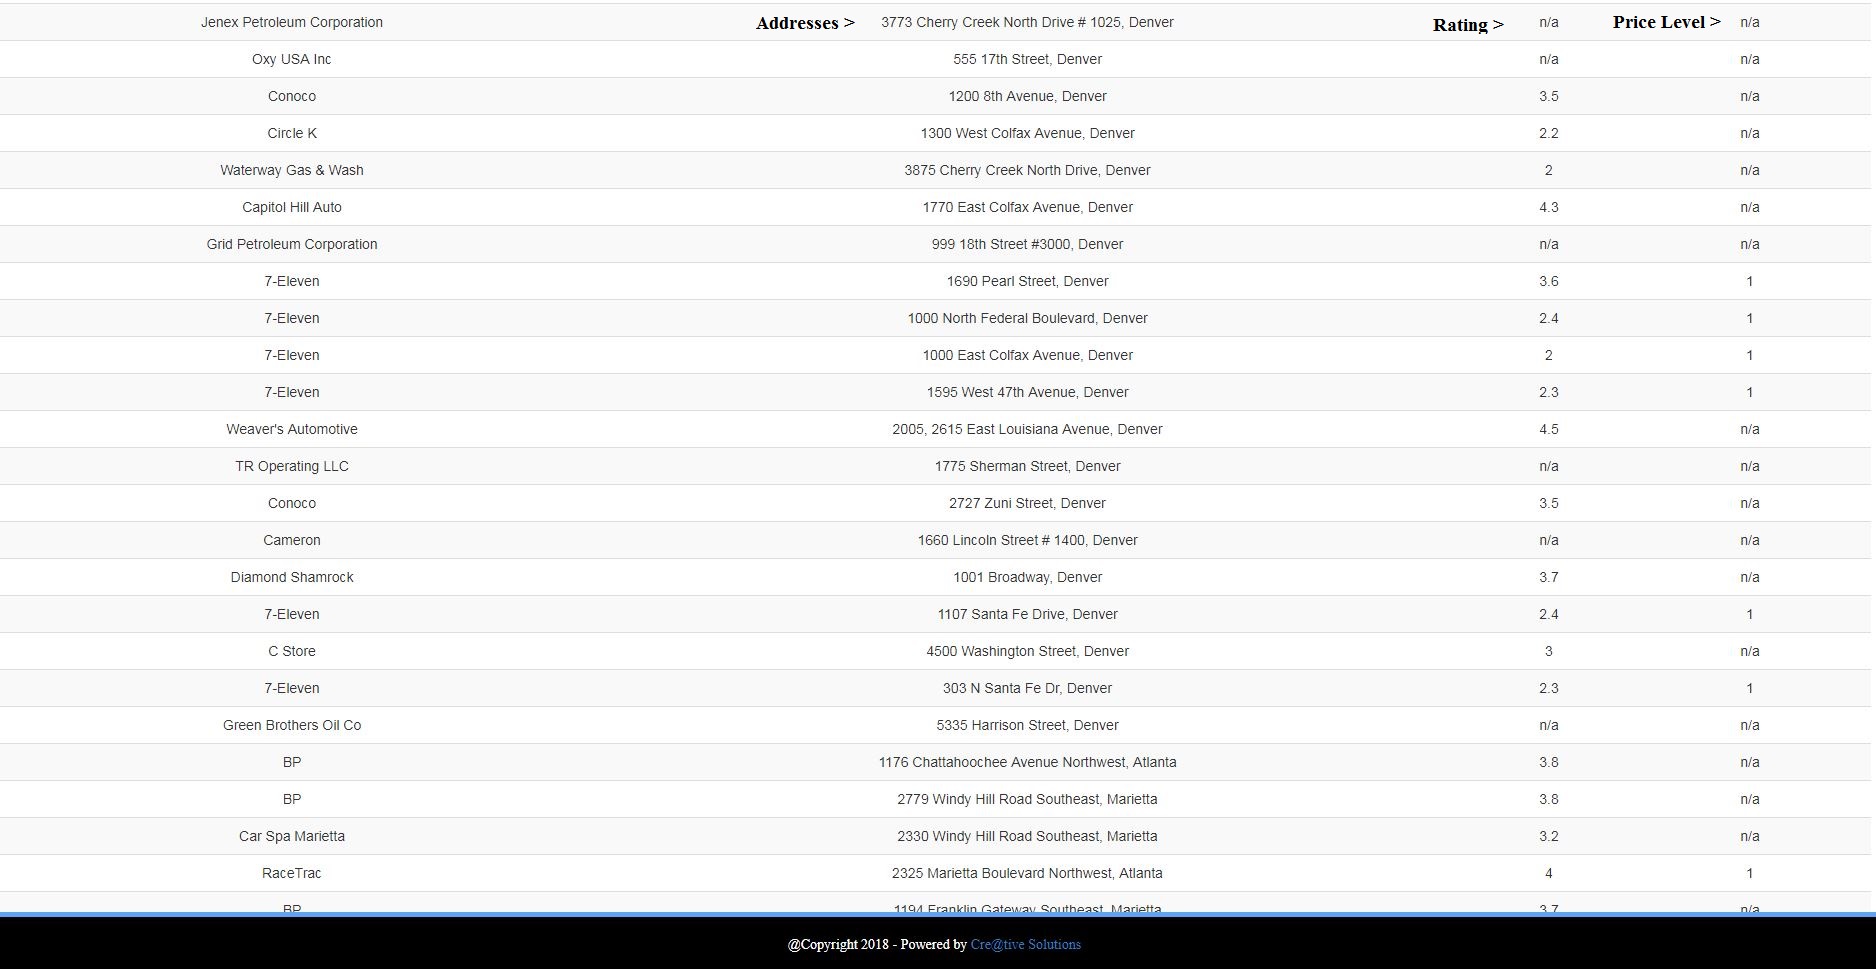 Jenex Petroleum Corporation Addresses > 3773 Cherry Creek North Drive # 1025, Denver Rating > n/a Price Level > n/a
Oxy USA Inc 555 17th Street, Denver n/a n/a
Conoco 1200 8th Avenue, Denver 3.5 n/a
Circle K 1300 West Colfax Avenue, Denver 2.2 n/a
Waterway Gas & Wash 3875 Cherry Creek North Drive, Denver 2 n/a
Capitol Hill Auto 1770 East Colfax Avenue, Denver 4.3 n/a
Grid Petroleum Corporation 999 18th Street #3000, Denver n/a n/a
7-Eleven 1690 Pearl Street, Denver 3.6 1
7-Eleven 1000 North Federal Boulevard, Denver 2.4 1
7-Eleven 1000 East Colfax Avenue, Denver 2 1
7-Eleven 1595 West 47th Avenue, Denver 2.3 1
Weaver's Automotive 2005, 2615 East Louisiana Avenue, Denver 4.5 n/a
TR Operating LLC 1775 Sherman Street, Denver n/a n/a
Conoco 2727 Zuni Street, Denver 3.5 n/a
Cameron 1660 Lincoln Street # 1400, Denver n/a n/a
Diamond Shamrock 1001 Broadway, Denver 3.7 n/a
7-Eleven 1107 Santa Fe Drive, Denver 2.4 1
C Store 4500 Washington Street, Denver 3 n/a
7-Eleven 303 N Santa Fe Dr, Denver 2.3 1
Green Brothers Oil Co 5335 Harrison Street, Denver n/a n/a
BP 1176 Chattahoochee Avenue Northwest, Atlanta 3.8 n/a
BP 2779 Windy Hill Road Southeast, Marietta 3.8 n/a
Car Spa Marietta 2330 Windy Hill Road Southeast, Marietta 3.2 n/a
RaceTrac 2325 Marietta Boulevard Northwest, Atlanta 4 1
BP 1194 Franklin Gateway Southeast, Marietta 3.7 n/a
@Copyright 2018 - Powered by Cre@tive Solutions